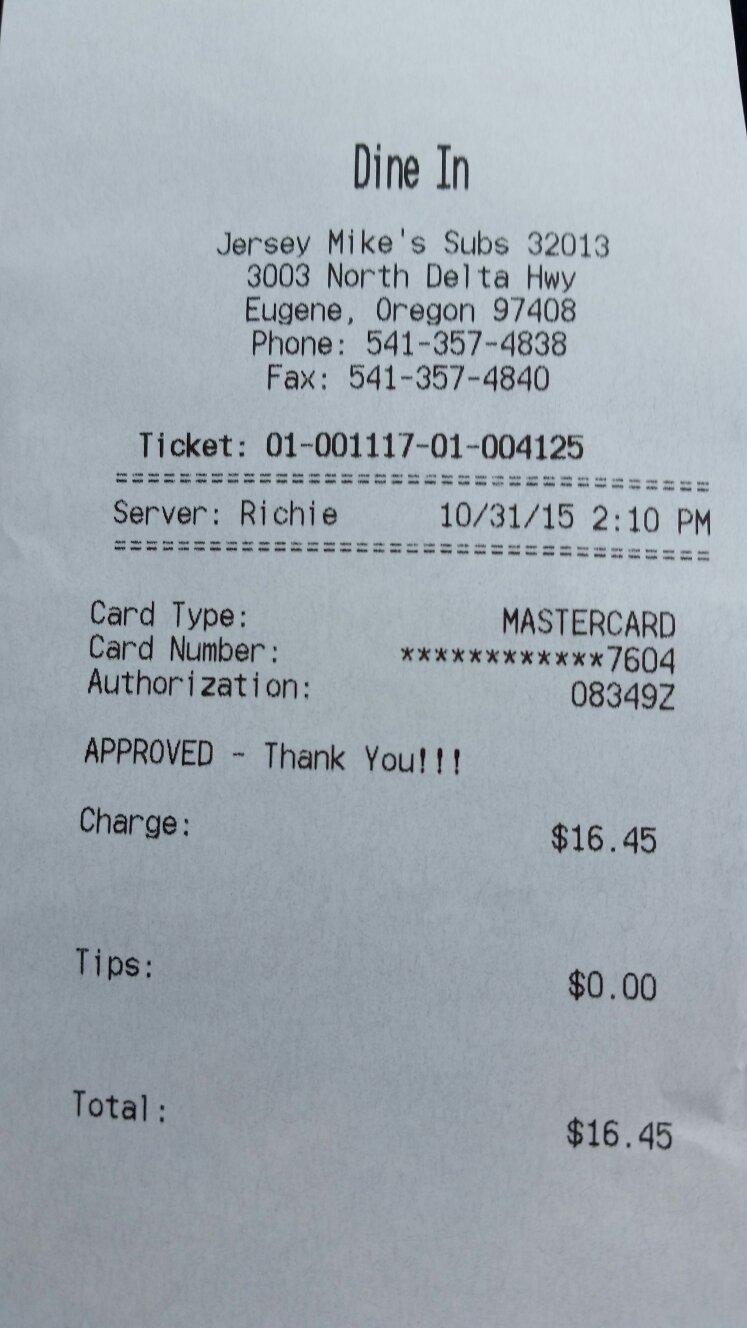 Dine In
Jersey Mike's Subs 32013
3003 North Delta Hwy
Eugene, Oregon 97408
Phone: 541-357-4838
Fax: 541-357-4840
Ticket: 01-001117-01-004125
===================================
Server: Richie 10/31/15 2:10 PM
===================================
Card Type: MASTERCARD
Card Number: ************7604
Authorization: 08349Z
APPROVED - Thank You!!!
Charge: $16.45
Tips: $0.00
Total: $16.45